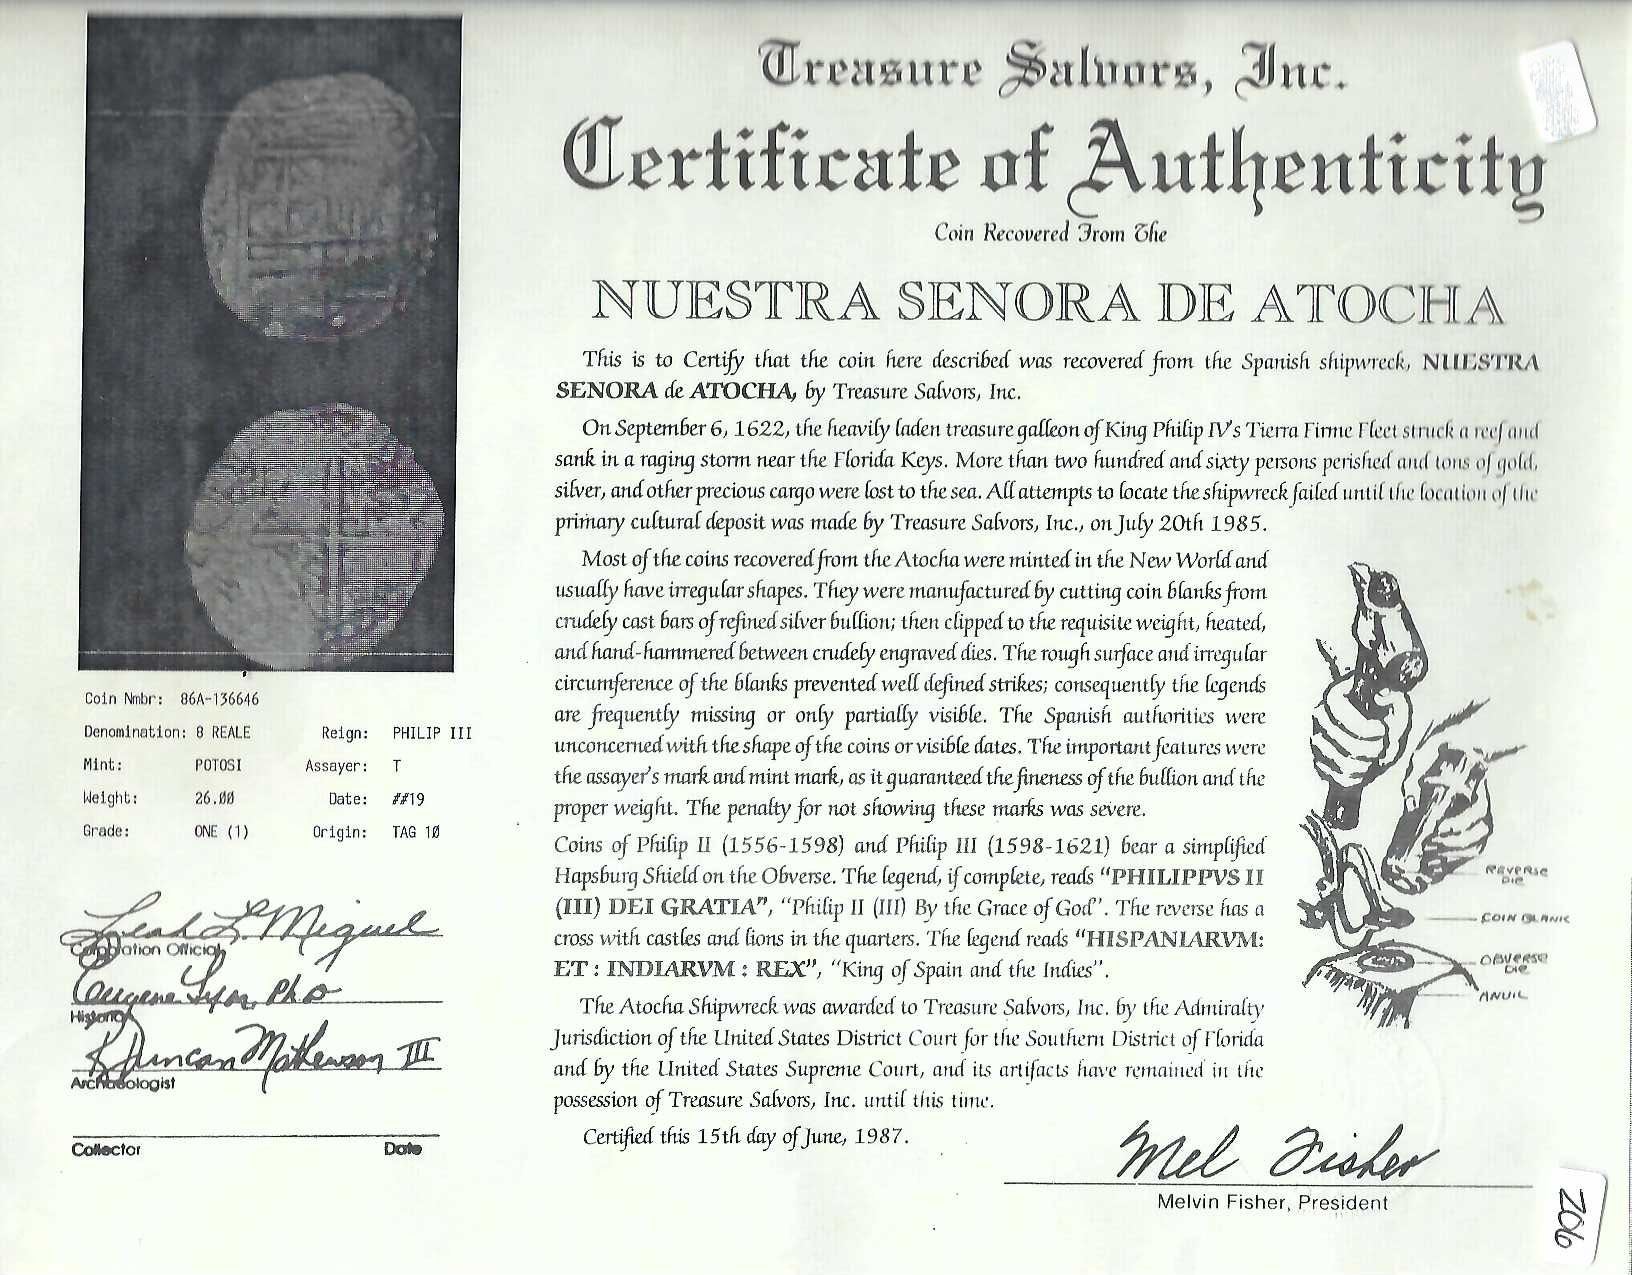 Treasure Salvors, Inc.
Certificate of Authenticity
Coin Recovered From The
NUESTRA SENORA DE ATOCHA
This is to Certify that the coin here described was recovered from the Spanish shipwreck, NUESTRA
SENORA de ATOCHA, by Treasure Salvors, Inc.
On September 6, 1622, the heavily laden treasure galleon of King Philip IV's Tierra Firme Fleet struck a reef and
sank in a raging storm near the Florida Keys. More than two hundred and sixty persons perished and tons of gold,
silver, and other precious cargo were lost to the sea. All attempts to locate the shipwreck failed until the location of the
primary cultural deposit was made by Treasure Salvors, Inc., on July 20th 1985.
Most of the coins recovered from the Atocha were minted in the New World and
usually have irregular shapes. They were manufactured by cutting coin blanks from
crudely cast bars of refined silver bullion; then clipped to the requisite weight, heated,
and hand-hammered between crudely engraved dies. The rough surface and irregular
circumference of the blanks prevented well defined strikes; consequently the legends
are frequently missing or only partially visible. The Spanish authorities were
unconcerned with the shape of the coins or visible dates. The important features were
the assayer's mark and mint mark, as it guaranteed the fineness of the bullion and the
proper weight. The penalty for not showing these marks was severe.
Coins of Philip II (1556-1598) and Philip III (1598-1621) bear a simplified
Hapsburg Shield on the Obverse. The legend, if complete, reads "PHILIPPVS II
(III) DEI GRATIA", "Philip II (III) By the Grace of God". The reverse has a
cross with castles and lions in the quarters. The legend reads "HISPANIARVM:
ET : INDIARVM : REX", "King of Spain and the Indies".
The Atocha Shipwreck was awarded to Treasure Salvors, Inc. by the Admiralty
Jurisdiction of the United States District Court for the Southern District of Florida
and by the United States Supreme Court, and its artifacts have remained in the
possession of Treasure Salvors, Inc. until this time.
Certified this 15th day of June, 1987.
Mel Fisher
Melvin Fisher, President
REVERSE
DIE
COIN BLANK
OBVERSE
DIE
ANVIL
Coin Nmbr: 86A-136646
Denomination: 8 REALE Reign: PHILIP III
Mint: POTOSI Assayer: T
Weight: 26.00 Date: ##19
Grade: ONE (1) Origin: TAG 10
Leah L. Miguel
Corporation Official
Eugene Lyon, PhD
Historian
R Duncan Mathewson III
Archaeologist
Collector Date
206